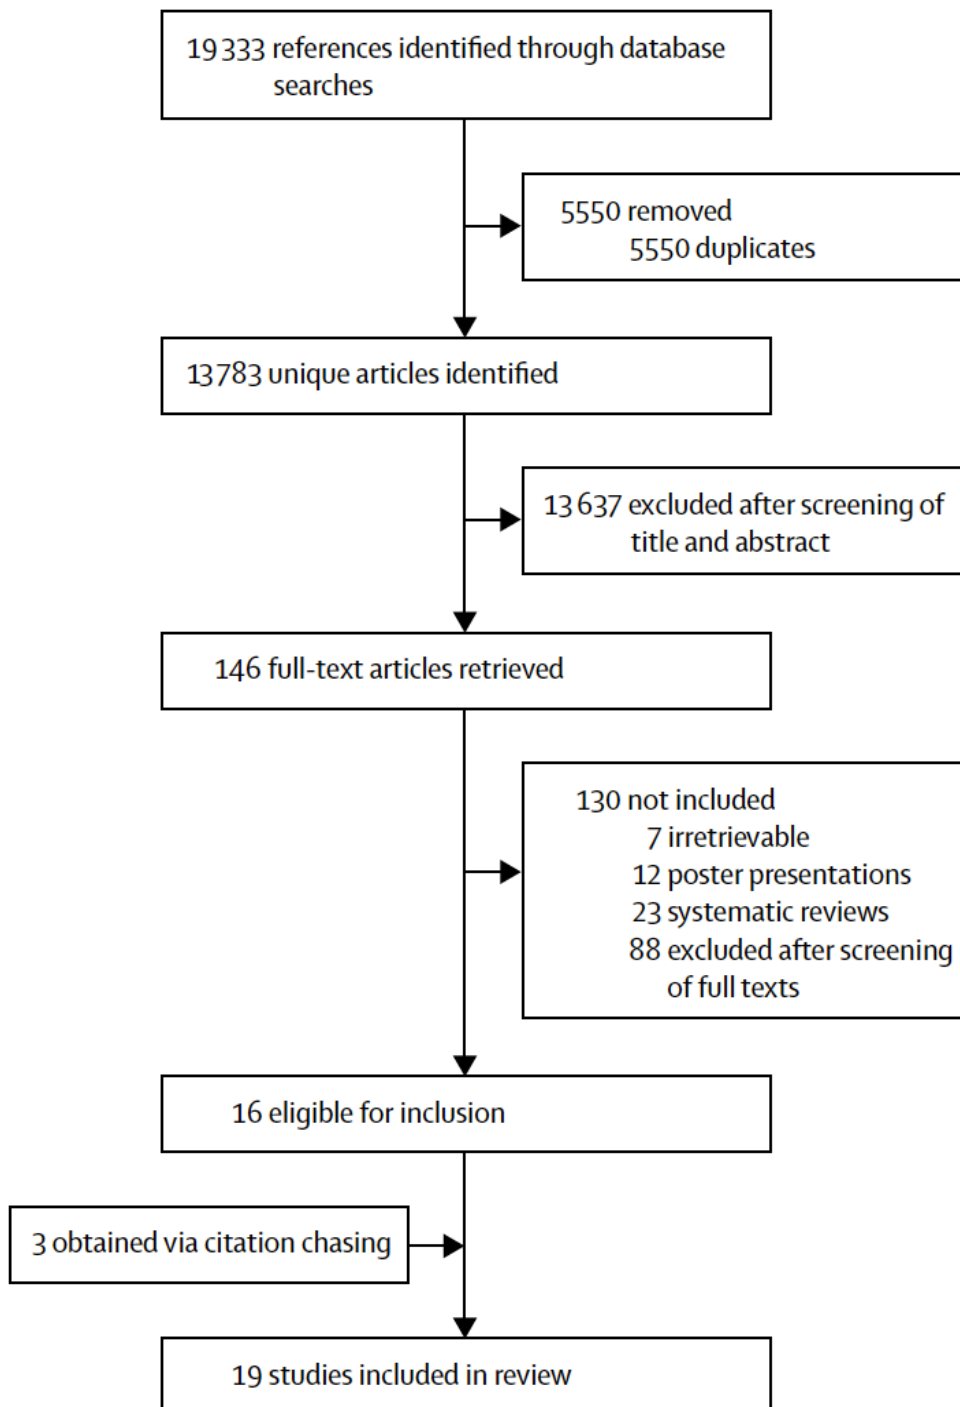 19 333 references identified through database
searches
5550 removed
5550 duplicates
13 783 unique articles identified
13 637 excluded after screening of
title and abstract
146 full-text articles retrieved
130 not included
7 irretrievable
12 poster presentations
23 systematic reviews
88 excluded after screening
of full texts
16 eligible for inclusion
3 obtained via citation chasing
19 studies included in review